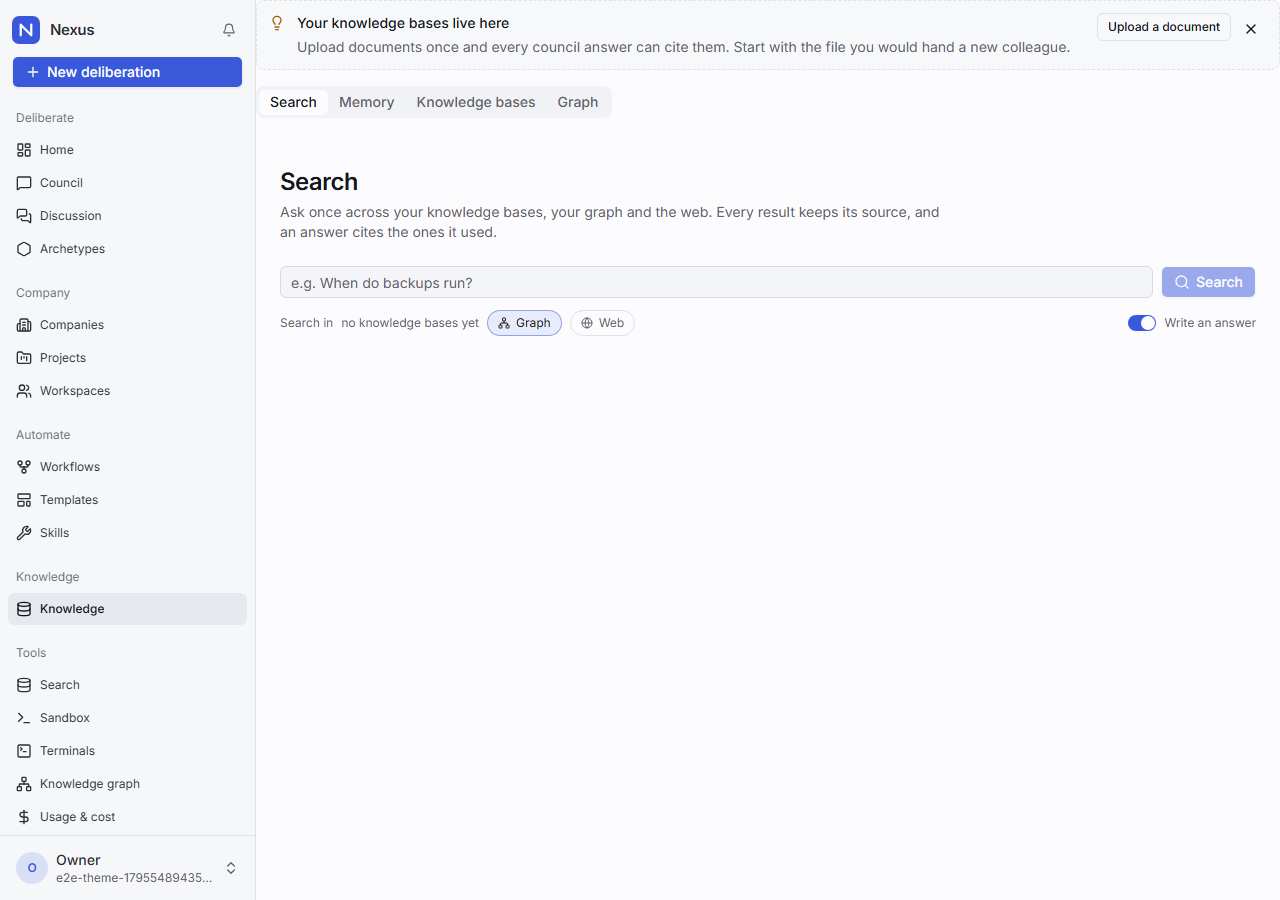 Nexus
New deliberation
Deliberate
Home
Council
Discussion
Archetypes
Company
Companies
Projects
Workspaces
Automate
Workflows
Templates
Skills
Knowledge
Knowledge
Tools
Search
Sandbox
Terminals
Knowledge graph
Usage & cost
O
Owner
e2e-theme-17955489435...
Your knowledge bases live here
Upload documents once and every council answer can cite them. Start with the file you would hand a new colleague.
Upload a document
Search Memory Knowledge bases Graph
Search
Ask once across your knowledge bases, your graph and the web. Every result keeps its source, and
an answer cites the ones it used.
e.g. When do backups run?
Search
Search in no knowledge bases yet Graph Web
Write an answer